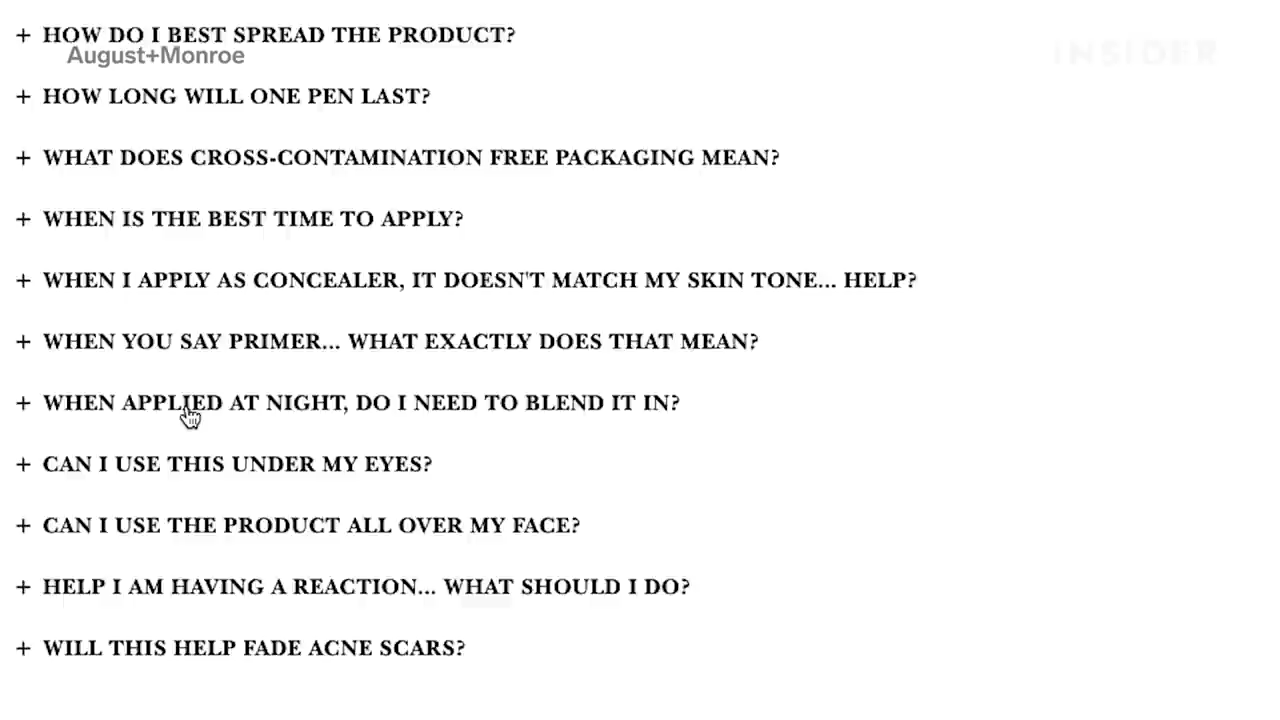 + HOW DO I BEST SPREAD THE PRODUCT?
August+Monroe
INSIDER
+ HOW LONG WILL ONE PEN LAST?
+ WHAT DOES CROSS-CONTAMINATION FREE PACKAGING MEAN?
+ WHEN IS THE BEST TIME TO APPLY?
+ WHEN I APPLY AS CONCEALER, IT DOESN'T MATCH MY SKIN TONE... HELP?
+ WHEN YOU SAY PRIMER... WHAT EXACTLY DOES THAT MEAN?
+ WHEN APPLIED AT NIGHT, DO I NEED TO BLEND IT IN?
+ CAN I USE THIS UNDER MY EYES?
+ CAN I USE THE PRODUCT ALL OVER MY FACE?
+ HELP I AM HAVING A REACTION... WHAT SHOULD I DO?
+ WILL THIS HELP FADE ACNE SCARS?